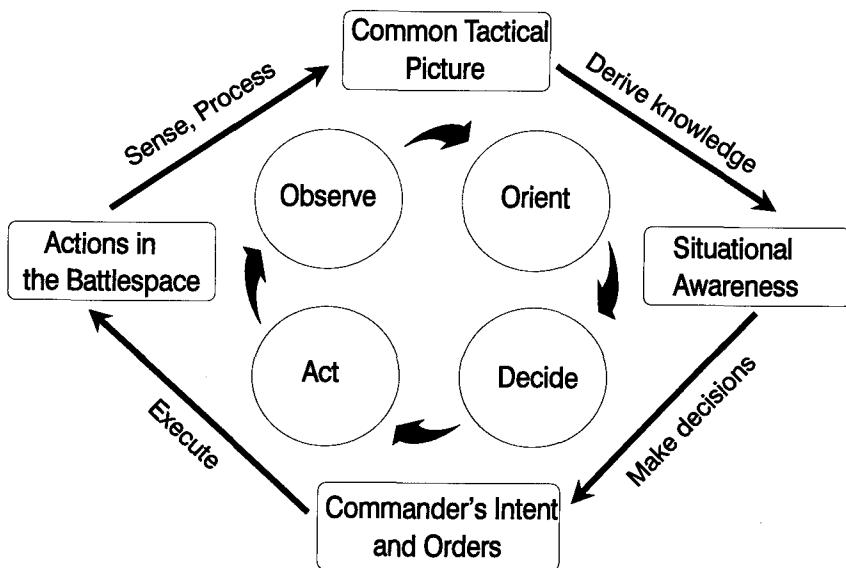 Common Tactical
Picture
Sense, Process
Derive knowledge
Observe
Orient
Actions in
the Battlespace
Situational
Awareness
Act
Decide
Execute
Make decisions
Commander's Intent
and Orders